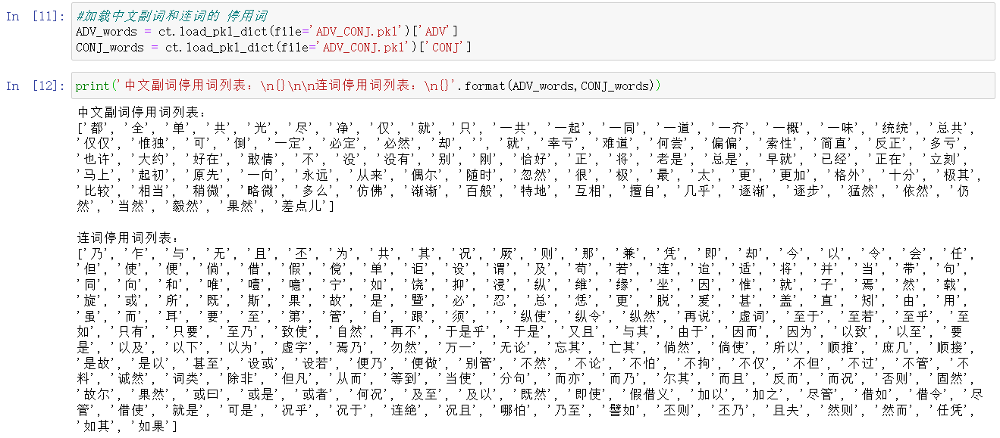 In [11]: #加载中文副词和连词的 停用词
ADV_words = ct.load_pkl_dict(file='ADV_CONJ.pkl')['ADV']
CONJ_words = ct.load_pkl_dict(file='ADV_CONJ.pkl')['CONJ']
In [12]: print('中文副词停用词列表：\n{}\n\n连词停用词列表：\n{}'.format(ADV_words,CONJ_words))
中文副词停用词列表：
['都', '全', '单', '共', '光', '尽', '净', '仅', '就', '只', '一共', '一起', '一同', '一道', '一齐', '一概', '一味', '统统', '总共',
'仅仅', '惟独', '可', '倒', '一定', '必定', '必然', '却', '', '就', '幸亏', '难道', '何尝', '偏偏', '索性', '简直', '反正', '多亏',
'也许', '大约', '好在', '敢情', '不', '没', '没有', '别', '刚', '恰好', '正', '将', '老是', '总是', '早就', '已经', '正在', '立刻',
'马上', '起初', '原先', '一向', '永远', '从来', '偶尔', '随时', '忽然', '很', '极', '最', '太', '更', '更加', '格外', '十分', '极其',
'比较', '相当', '稍微', '略微', '多么', '仿佛', '渐渐', '百般', '特地', '互相', '擅自', '几乎', '逐渐', '逐步', '猛然', '依然', '仍
然', '当然', '毅然', '果然', '差点儿']
连词停用词列表：
['乃', '乍', '与', '无', '且', '丕', '为', '共', '其', '况', '厥', '则', '那', '兼', '凭', '即', '却', '今', '以', '令', '会', '任',
'但', '使', '便', '倘', '借', '假', '傥', '单', '讵', '设', '谓', '及', '苟', '若', '连', '迨', '适', '将', '并', '当', '带', '句',
'同', '向', '和', '唯', '噎', '噫', '宁', '如', '饶', '抑', '浸', '纵', '维', '缘', '坐', '因', '惟', '就', '子', '焉', '然', '载',
'旋', '或', '所', '既', '斯', '果', '故', '是', '暨', '必', '忍', '总', '恁', '更', '脱', '爰', '甚', '盖', '直', '矧', '由', '用',
'虽', '而', '耳', '要', '至', '第', '管', '自', '跟', '须', '', '纵使', '纵令', '纵然', '再说', '虚词', '至于', '至若', '至乎', '至
如', '只有', '只要', '至乃', '致使', '自然', '再不', '于是乎', '于是', '又且', '与其', '由于', '因而', '因为', '以致', '以至', '要
是', '以及', '以下', '以为', '虚字', '焉乃', '勿然', '万一', '无论', '忘其', '亡其', '倘然', '倘使', '所以', '顺推', '庶几', '顺接',
'是故', '是以', '甚至', '设或', '设若', '便乃', '便做', '别管', '不然', '不论', '不怕', '不拘', '不仅', '不但', '不过', '不管', '不
料', '诚然', '词类', '除非', '但凡', '从而', '等到', '当使', '分句', '而亦', '而乃', '尔其', '而且', '反而', '而况', '否则', '固然',
'故尔', '果然', '或曰', '或是', '或者', '何况', '及至', '及以', '既然', '即使', '假借义', '加以', '加之', '尽管', '借如', '借令', '尽
管', '借使', '就是', '可是', '况乎', '况于', '连绝', '况且', '哪怕', '乃至', '譬如', '丕则', '丕乃', '且夫', '然则', '然而', '任凭',
'如其', '如果']